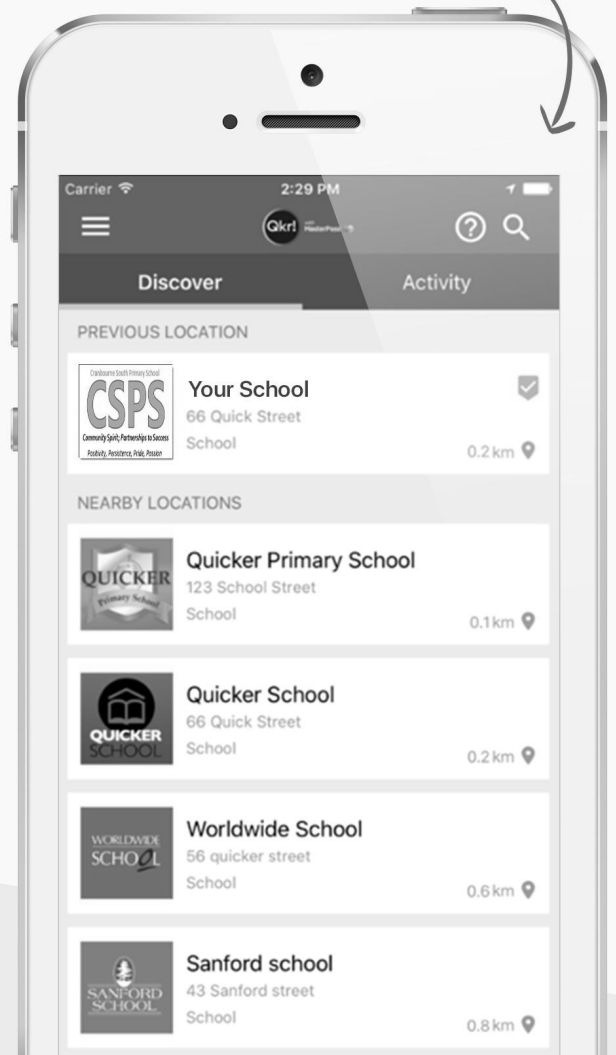 Carrier 2:29 PM
Qkr! with MasterPass
Discover Activity
PREVIOUS LOCATION
Cranbourne South Primary School
CSPS
Community Spirit; Partnerships to Success
Positivity, Persistence, Pride, Passion
Your School
66 Quick Street
School
0.2 km
NEARBY LOCATIONS
QUICKER
Primary School
Quicker Primary School
123 School Street
School
0.1 km
QUICKER
SCHOOL
Quicker School
66 Quick Street
School
0.2 km
WORLDWIDE
SCHOOL
Worldwide School
56 quicker street
School
0.6 km
SANFORD
SCHOOL
Sanford school
43 Sanford street
School
0.8 km